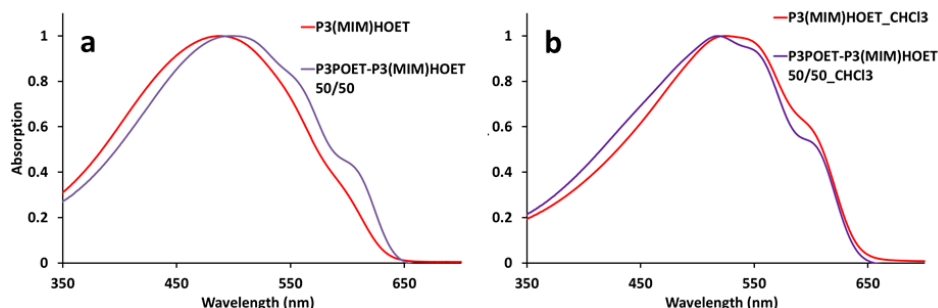 a
P3(MIM)HOET
P3POET-P3(MIM)HOET
50/50
Absorption
1
0.8
0.6
0.4
0.2
0
350
450
550
650
Wavelength (nm)
b
P3(MIM)HOET_CHCl3
P3POET-P3(MIM)HOET
50/50_CHCl3
1
0.8
0.6
0.4
0.2
0
350
450
550
650
Wavelength (nm)